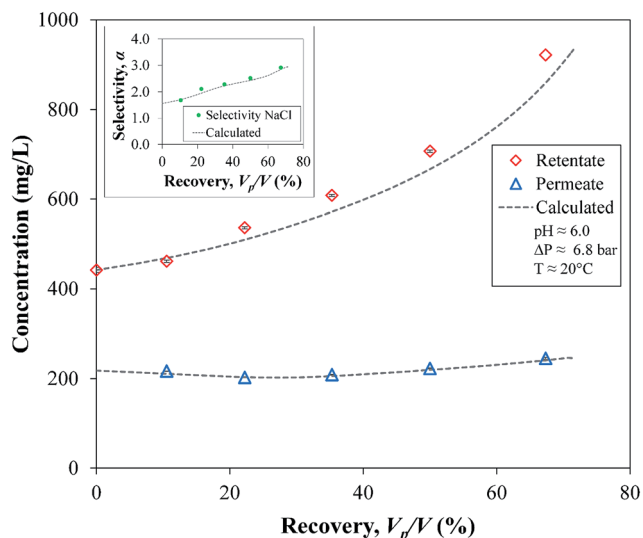 1000
800
600
400
200
0
Concentration (mg/L)
4.0
3.0
2.0
1.0
0.0
Selectivity, α
Selectivity NaCl
Calculated
0 20 40 60 80
Recovery, Vp/V (%)
Retentate
Permeate
Calculated
pH ≈ 6.0
ΔP ≈ 6.8 bar
T ≈ 20°C
0 20 40 60 80
Recovery, Vp/V (%)